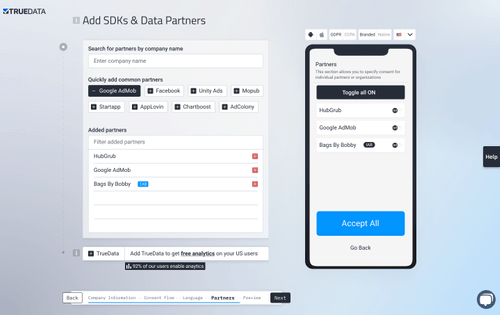 TRUEDATA
Add SDKs & Data Partners
Search for partners by company name
Enter company name
Quickly add common partners
Google AdMob
Facebook
Unity Ads
Mopub
Startapp
AppLovin
Chartboost
AdColony
Added partners
Filter added partners
HubGrub
Google AdMob
Bags By Bobby
TrueData
Add TrueData to get free analytics on your US users
92% of our users enable anaytics
Back
Company Information
Consent Flow
Language
Partners
Preview
Next
GDPR
CCPA
Branded
Native
Partners
This section allows you to specify consent for
individual partners or organizations
Toggle all ON
HubGrub
Google AdMob
Bags By Bobby
IAB
Accept All
Go Back
Help